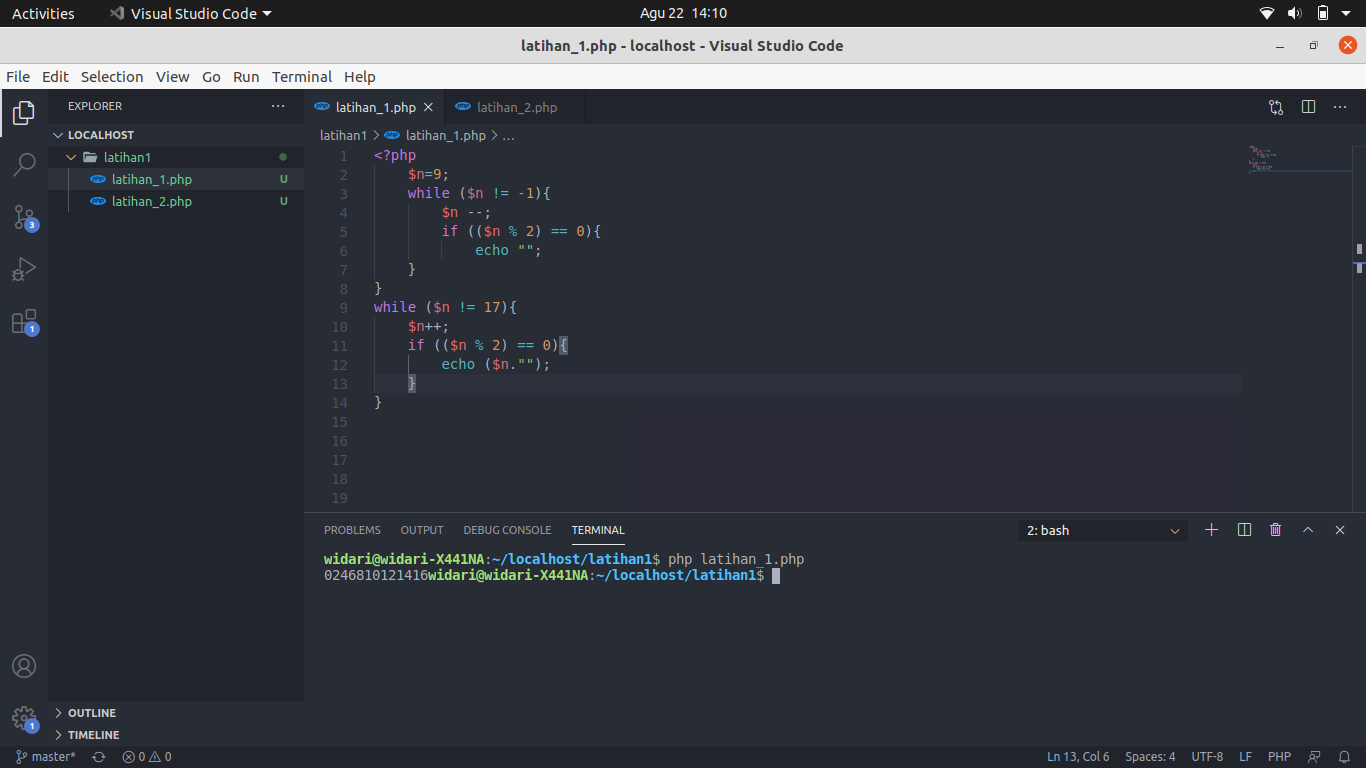 Activities Visual Studio Code Agu 22 14:10
latihan_1.php - localhost - Visual Studio Code
File Edit Selection View Go Run Terminal Help
EXPLORER
LOCALHOST
latihan1
latihan_1.php U
latihan_2.php U
3
1
OUTLINE
TIMELINE
1
latihan_1.php latihan_2.php
latihan1 > latihan_1.php > ...
1 <?php
2 $n=9;
3 while ($n != -1){
4 $n --;
5 if (($n % 2) == 0){
6 echo "";
7 }
8 }
9 while ($n != 17){
10 $n++;
11 if (($n % 2) == 0){
12 echo ($n."");
13 }
14 }
15
16
17
18
19
PROBLEMS OUTPUT DEBUG CONSOLE TERMINAL 2: bash
widari@widari-X441NA:~/localhost/latihan1$ php latihan_1.php
0246810121416widari@widari-X441NA:~/localhost/latihan1$
master* 0 0 Ln 13, Col 6 Spaces: 4 UTF-8 LF PHP